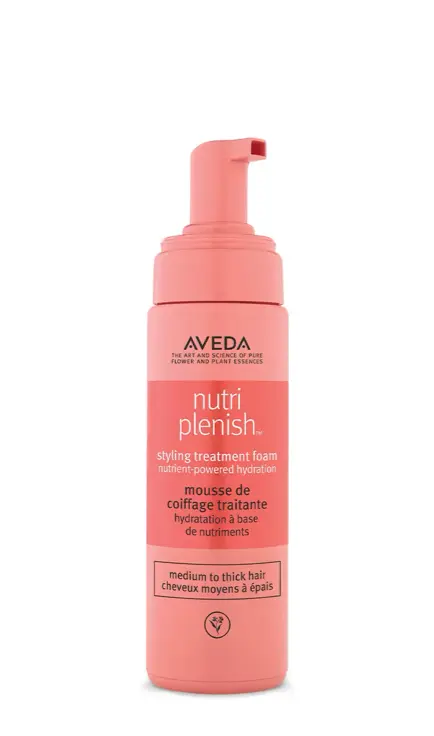 AVEDA
THE ART AND SCIENCE OF PURE
FLOWER AND PLANT ESSENCES
nutri
plenish™
styling treatment foam
nutrient-powered hydration
mousse de
coiffage traitante
hydratation à base
de nutriments
medium to thick hair
cheveux moyens à épais